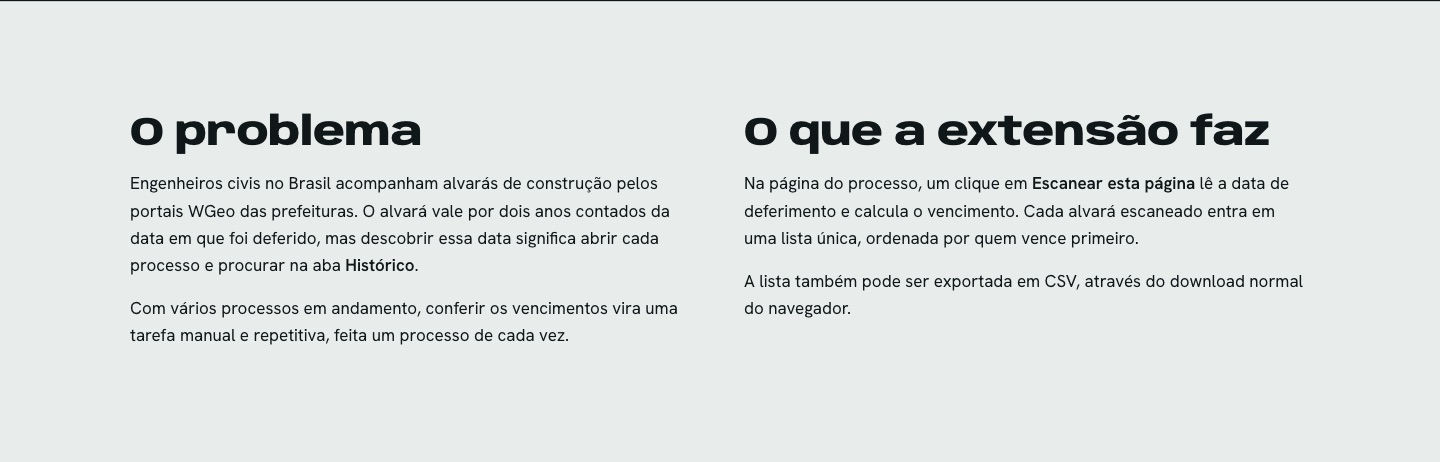 O problema
Engenheiros civis no Brasil acompanham alvarás de construção pelos
portais WGeo das prefeituras. O alvará vale por dois anos contados da
data em que foi deferido, mas descobrir essa data significa abrir cada
processo e procurar na aba Histórico.
Com vários processos em andamento, conferir os vencimentos vira uma
tarefa manual e repetitiva, feita um processo de cada vez.
O que a extensão faz
Na página do processo, um clique em Escanear esta página lê a data de
deferimento e calcula o vencimento. Cada alvará escaneado entra em
uma lista única, ordenada por quem vence primeiro.
A lista também pode ser exportada em CSV, através do download normal
do navegador.